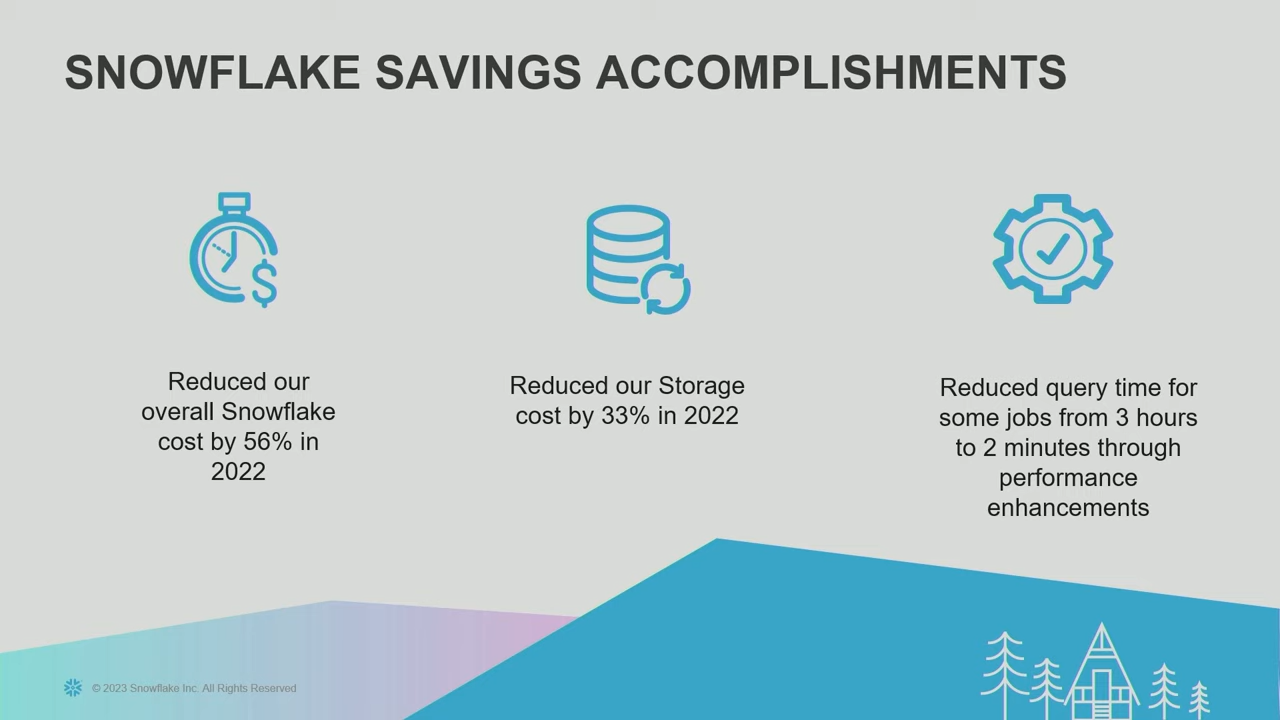 SNOWFLAKE SAVINGS ACCOMPLISHMENTS
Reduced our
overall Snowflake
cost by 56% in
2022
Reduced our Storage
cost by 33% in 2022
Reduced query time for
some jobs from 3 hours
to 2 minutes through
performance
enhancements
© 2023 Snowflake Inc. All Rights Reserved